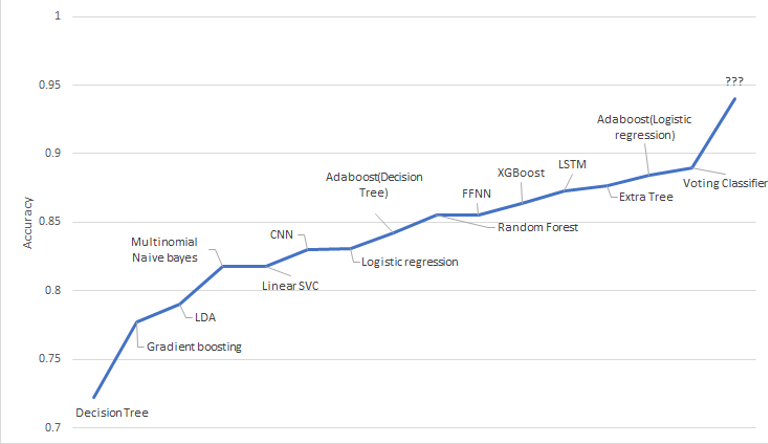 1
???
0.95
Adaboost(Logistic
regression)
0.9
LSTM
XGBoost
Adaboost(Decision
Tree)
FFNN
Voting Classifier
Extra Tree
Accuracy
0.85
Random Forest
CNN
Multinomial
Naive bayes
Logistic regression
Linear SVC
0.8
LDA
Gradient boosting
0.75
Decision Tree
0.7